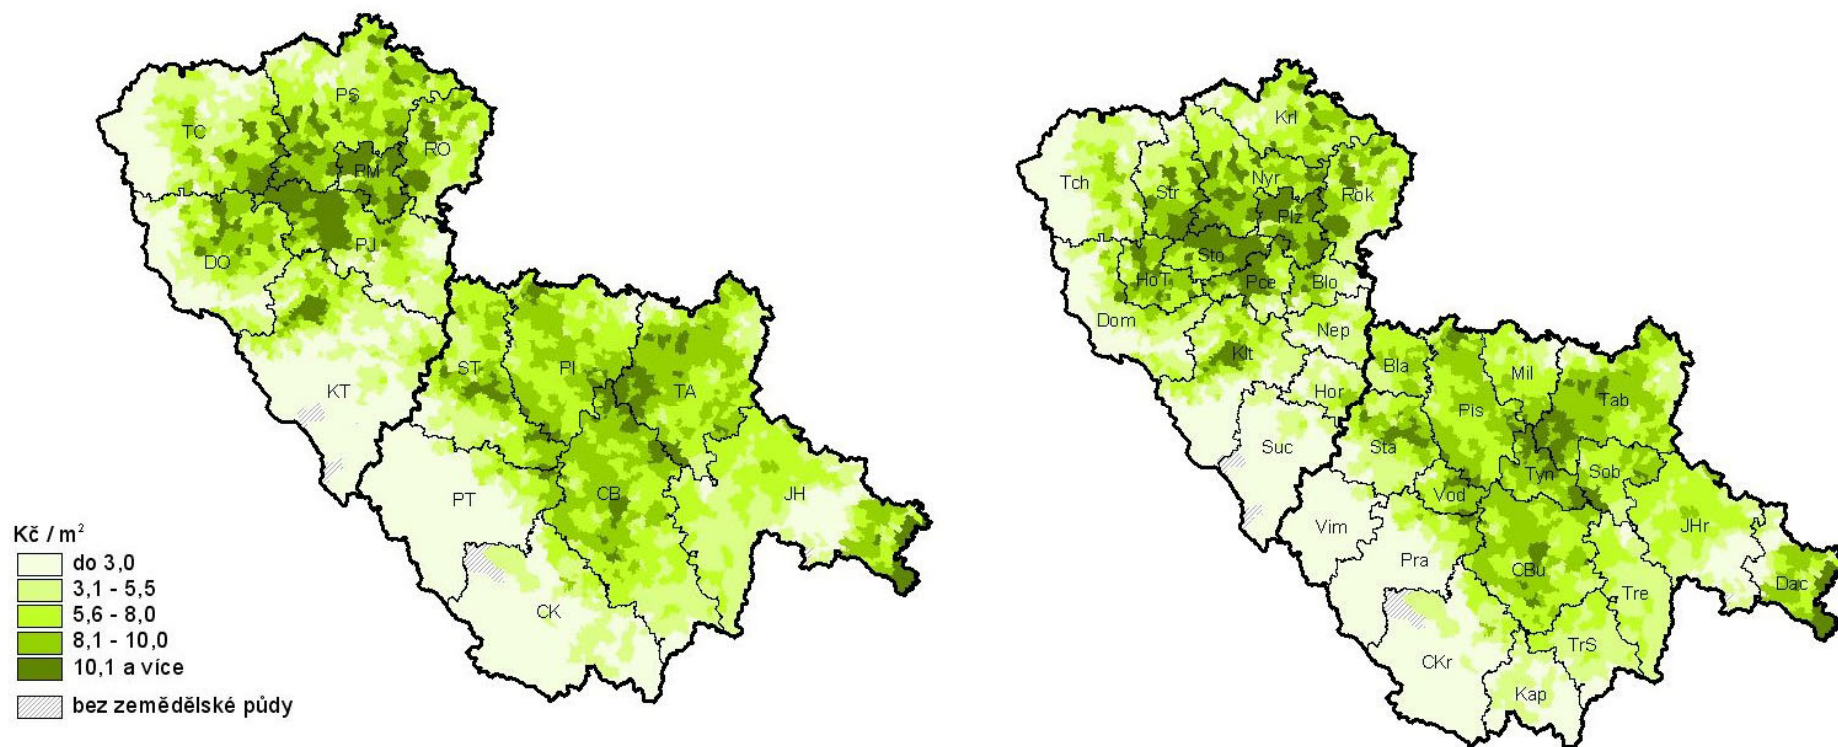 PS
TC
RO
PM
PJ
DO
KT
ST
PI
TA
PT
CB
JH
CK
Kč / m²
do 3,0
3,1 - 5,5
5,6 - 8,0
8,1 - 10,0
10,1 a více
bez zemědělské půdy
Krl
Tch
Str
Nyr
Rok
Plz
Sto
HoT
Pce
Blo
Dom
Nep
Klt
Bla
Mil
Hor
Tab
Pis
Suc
Sta
Tyn
Sob
Vod
Vim
JHr
Pra
CBu
Tre
Dac
TrS
CKr
Kap